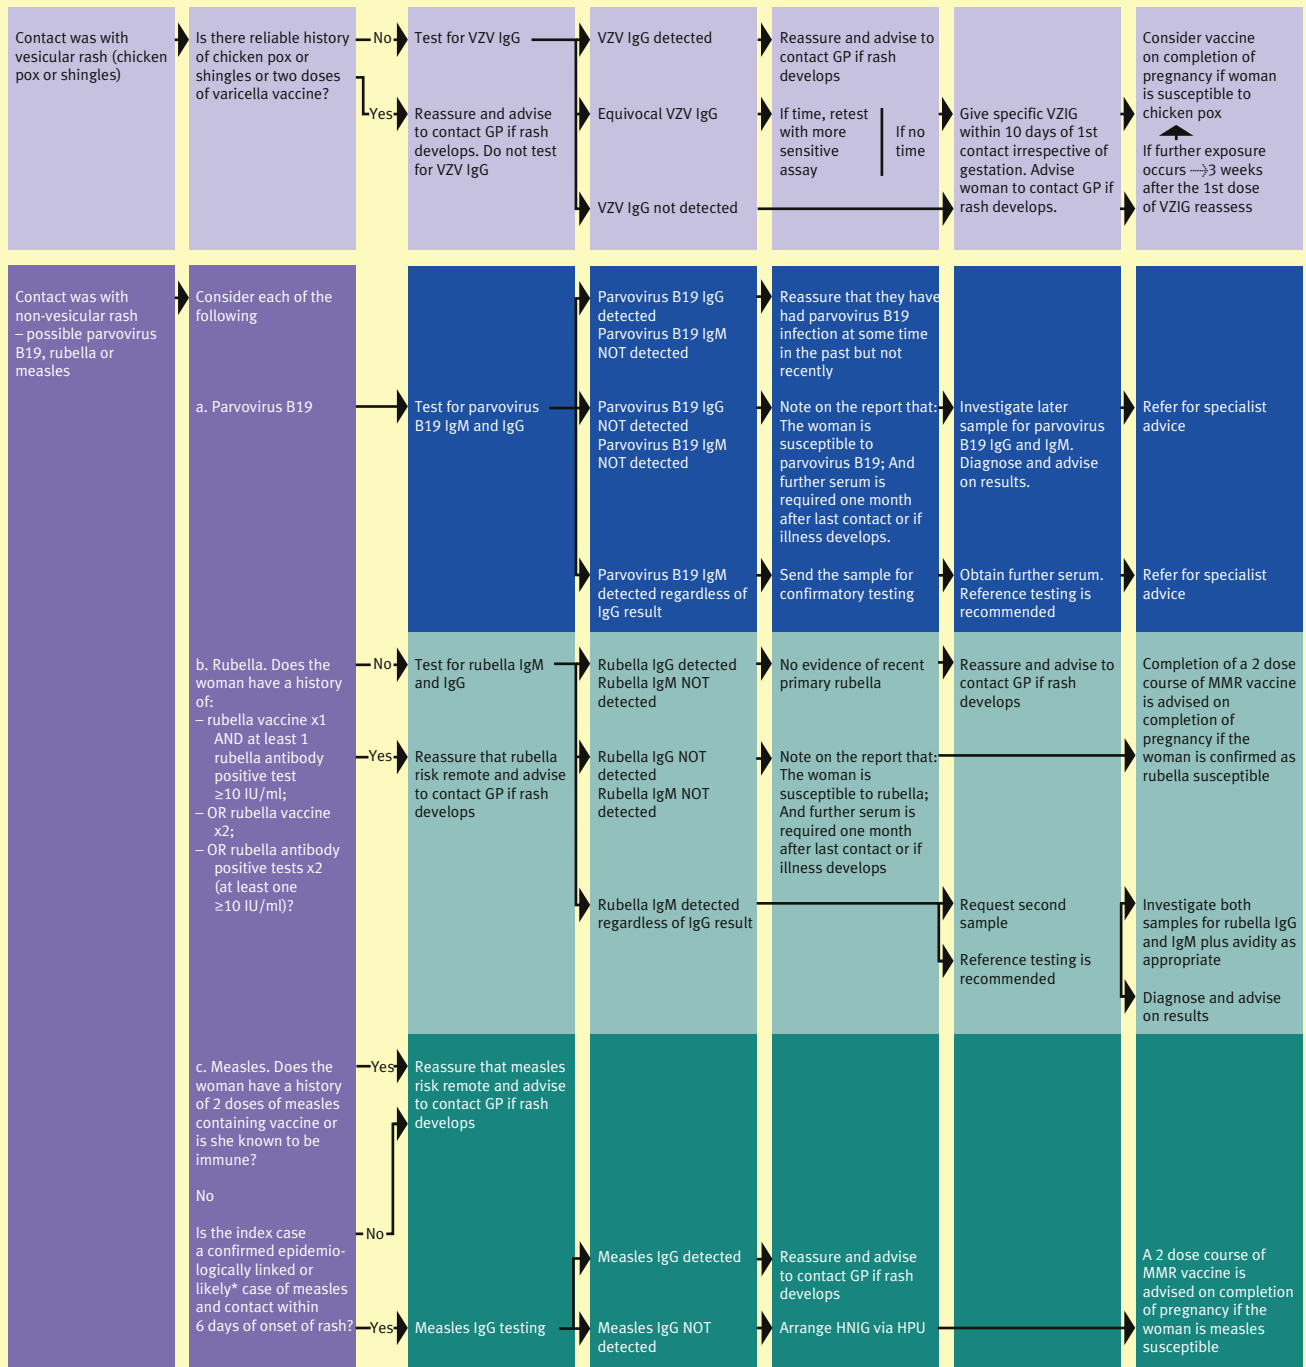 Contact was with
vesicular rash (chicken
pox or shingles)
Is there reliable history
of chicken pox or
shingles or two doses
of varicella vaccine?
No
Yes
Test for VZV IgG
Reassure and advise
to contact GP if rash
develops. Do not test
for VZV IgG
VZV IgG detected
Equivocal VZV IgG
VZV IgG not detected
Reassure and advise to
contact GP if rash
develops
If time, retest
with more
sensitive
assay
If no
time
Give specific VZIG
within 10 days of 1st
contact irrespective of
gestation. Advise
woman to contact GP if
rash develops.
Consider vaccine
on completion of
pregnancy if woman
is susceptible to
chicken pox
If further exposure
occurs 3 weeks
after the 1st dose
of VZIG reassess
Contact was with
non-vesicular rash
– possible parvovirus
B19, rubella or
measles
Consider each of the
following
a. Parvovirus B19
Test for parvovirus
B19 IgM and IgG
Parvovirus B19 IgG
detected
Parvovirus B19 IgM
NOT detected
Reassure that they have
had parvovirus B19
infection at some time
in the past but not
recently
Parvovirus B19 IgG
NOT detected
Parvovirus B19 IgM
NOT detected
Note on the report that:
The woman is
susceptible to
parvovirus B19; And
further serum is
required one month
after last contact or if
illness develops.
Investigate later
sample for parvovirus
B19 IgG and IgM.
Diagnose and advise
on results.
Refer for specialist
advice
Parvovirus B19 IgM
detected regardless of
IgG result
Send the sample for
confirmatory testing
Obtain further serum.
Reference testing is
recommended
Refer for specialist
advice
b. Rubella. Does the
woman have a history
of:
– rubella vaccine x1
AND at least 1
rubella antibody
positive test
≥10 IU/ml;
– OR rubella vaccine
x2;
– OR rubella antibody
positive tests x2
(at least one
≥10 IU/ml)?
No
Yes
Test for rubella IgM
and IgG
Reassure that rubella
risk remote and advise
to contact GP if rash
develops
Rubella IgG detected
Rubella IgM NOT
detected
No evidence of recent
primary rubella
Reassure and advise to
contact GP if rash
develops
Completion of a 2 dose
course of MMR vaccine
is advised on
completion of
pregnancy if the
woman is confirmed as
rubella susceptible
Rubella IgG NOT
detected
Rubella IgM NOT
detected
Note on the report that:
The woman is
susceptible to rubella;
And further serum is
required one month
after last contact or if
illness develops
Rubella IgM detected
regardless of IgG result
Request second
sample
Reference testing is
recommended
Investigate both
samples for rubella IgG
and IgM plus avidity as
appropriate
Diagnose and advise
on results
c. Measles. Does the
woman have a history
of 2 doses of measles
containing vaccine or
is she known to be
immune?
Yes
Reassure that measles
risk remote and advise
to contact GP if rash
develops
No
Is the index case
a confirmed epidemio-
logically linked or
likely* case of measles
and contact within
6 days of onset of rash?
No
Yes
Measles IgG testing
Measles IgG detected
Reassure and advise
to contact GP if rash
develops
Measles IgG NOT
detected
Arrange HNIG via HPU
A 2 dose course of
MMR vaccine is
advised on completion
of pregnancy if the
woman is measles
susceptible